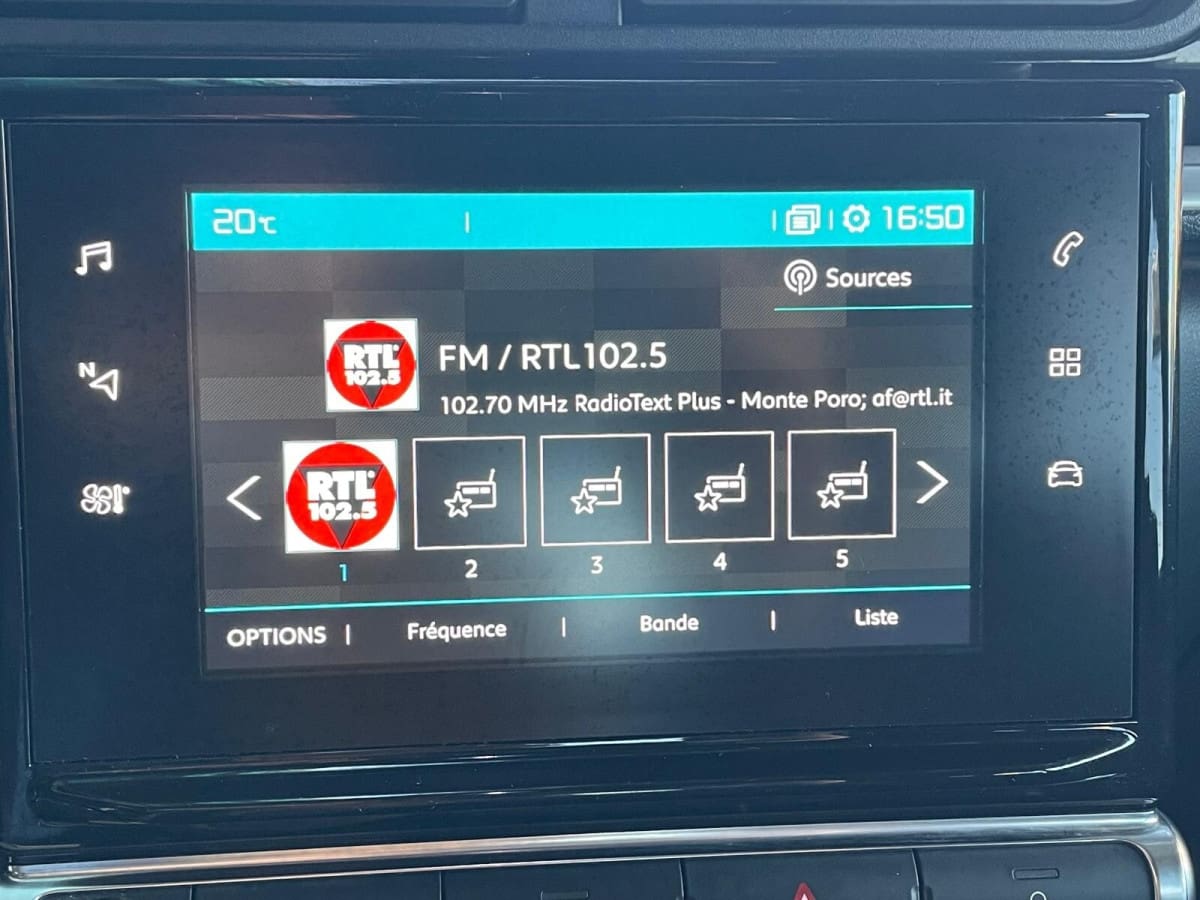 20°C
16:50
Sources
N
RTL
102.5
FM / RTL102.5
102.70 MHz RadioText Plus - Monte Poro; af@rtl.it
RTL
102.5
1 2 3 4 5
OPTIONS Fréquence Bande Liste